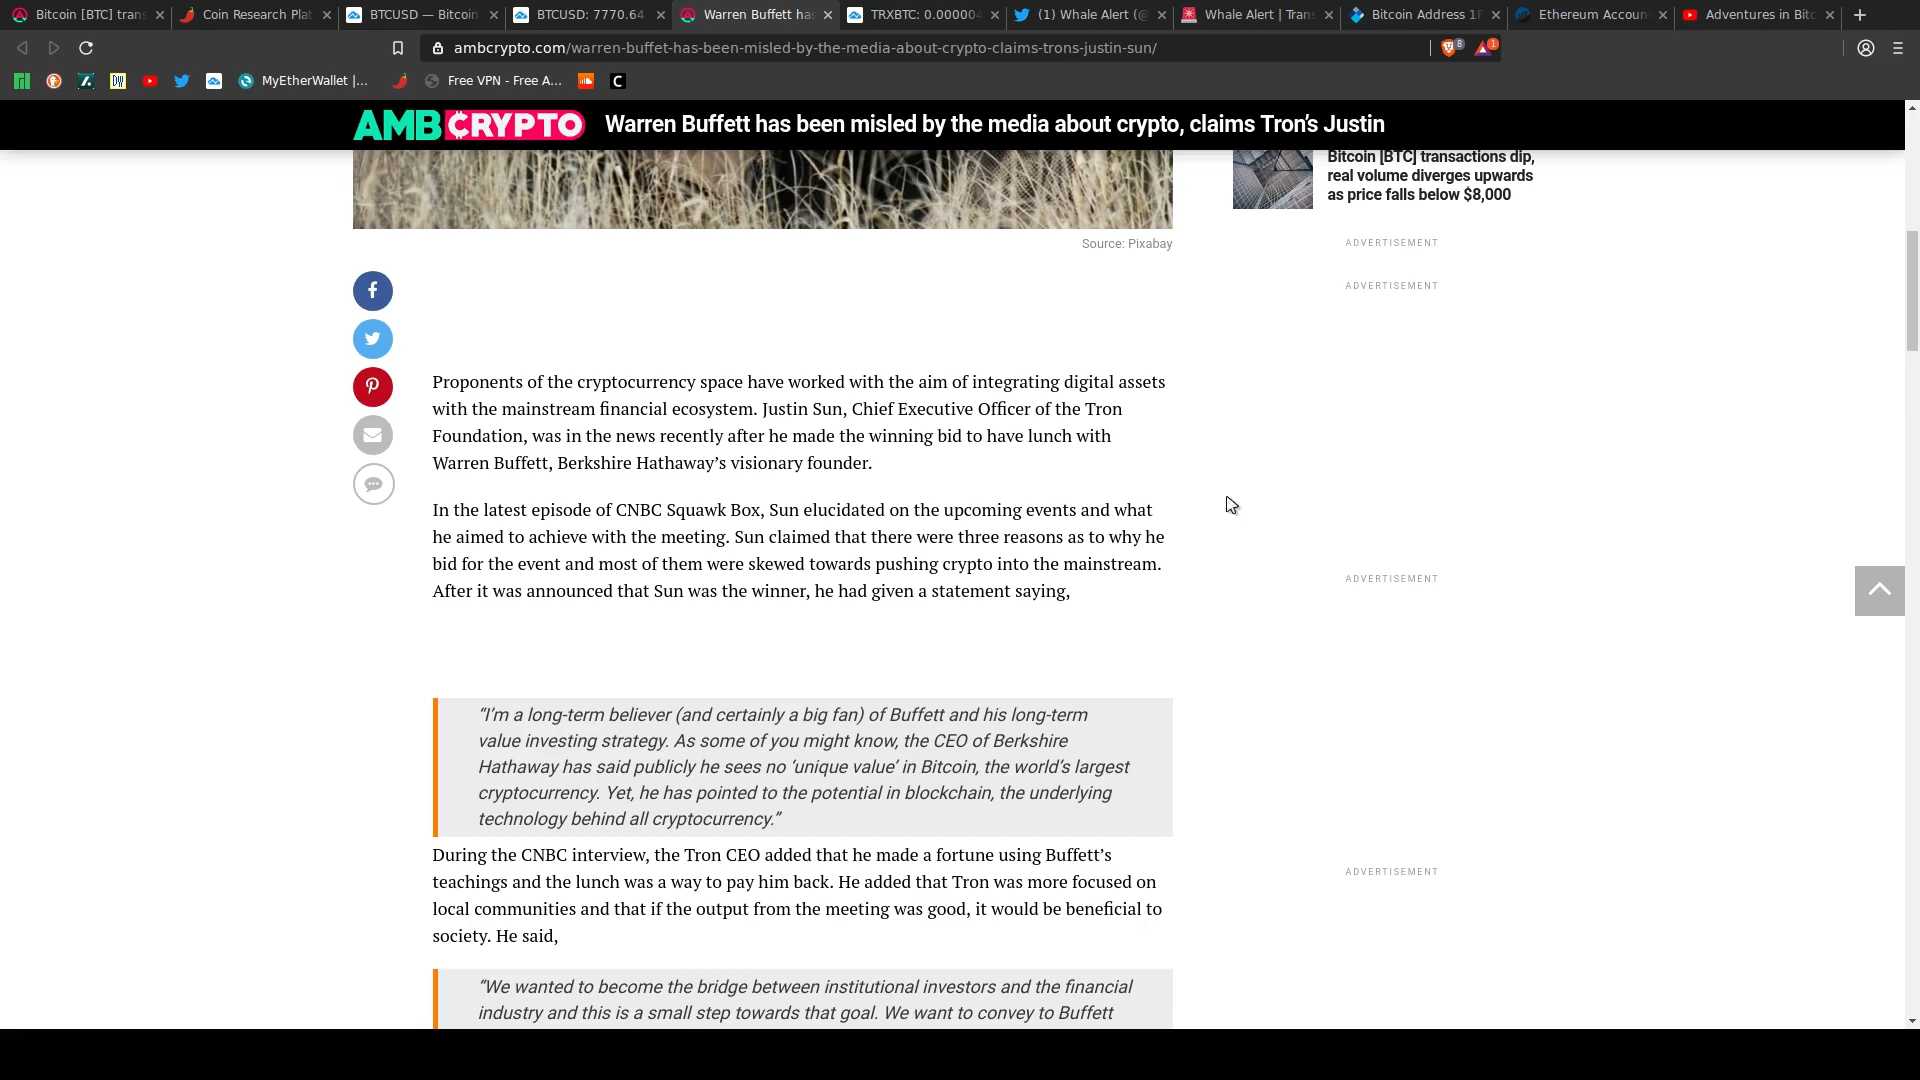 Bitcoin [BTC] trans
Coin Research Plat
BTCUSD — Bitcoin
BTCUSD: 7770.64
Warren Buffett has
TRXBTC: 0.000004
(1) Whale Alert (@
Whale Alert | Trans
Bitcoin Address 1F
Ethereum Accoun
Adventures in Bitc
ambcrypto.com/warren-buffet-has-been-misled-by-the-media-about-crypto-claims-trons-justin-sun/
8
1
DW
MyEtherWallet |...
Free VPN - Free A...
C
AMBCRYPTO
Warren Buffett has been misled by the media about crypto, claims Tron’s Justin
Bitcoin [BTC] transactions dip,
real volume diverges upwards
as price falls below $8,000
Source: Pixabay
ADVERTISEMENT
ADVERTISEMENT
Proponents of the cryptocurrency space have worked with the aim of integrating digital assets
with the mainstream financial ecosystem. Justin Sun, Chief Executive Officer of the Tron
Foundation, was in the news recently after he made the winning bid to have lunch with
Warren Buffett, Berkshire Hathaway’s visionary founder.
In the latest episode of CNBC Squawk Box, Sun elucidated on the upcoming events and what
he aimed to achieve with the meeting. Sun claimed that there were three reasons as to why he
bid for the event and most of them were skewed towards pushing crypto into the mainstream.
After it was announced that Sun was the winner, he had given a statement saying,
ADVERTISEMENT
“I’m a long-term believer (and certainly a big fan) of Buffett and his long-term
value investing strategy. As some of you might know, the CEO of Berkshire
Hathaway has said publicly he sees no ‘unique value’ in Bitcoin, the world’s largest
cryptocurrency. Yet, he has pointed to the potential in blockchain, the underlying
technology behind all cryptocurrency.”
During the CNBC interview, the Tron CEO added that he made a fortune using Buffett’s
teachings and the lunch was a way to pay him back. He added that Tron was more focused on
local communities and that if the output from the meeting was good, it would be beneficial to
society. He said,
ADVERTISEMENT
“We wanted to become the bridge between institutional investors and the financial
industry and this is a small step towards that goal. We want to convey to Buffett